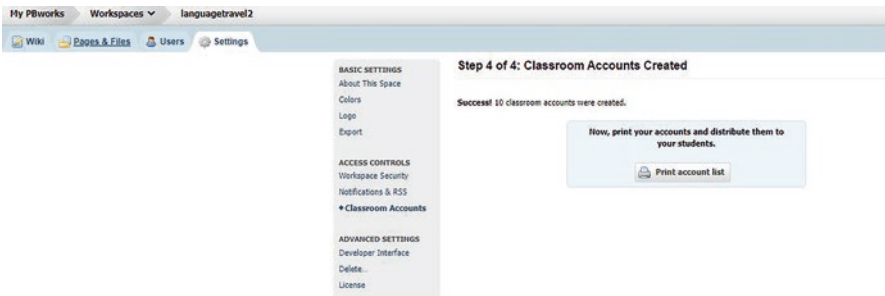 My PBworks Workspaces languagetravel2
Wiki Pages & Files Users Settings
BASIC SETTINGS
About This Space
Colors
Logo
Export
ACCESS CONTROLS
Workspace Security
Notifications & RSS
Classroom Accounts
ADVANCED SETTINGS
Developer Interface
Delete...
License
Step 4 of 4: Classroom Accounts Created
Success! 10 classroom accounts were created.
Now, print your accounts and distribute them to
your students.
Print account list